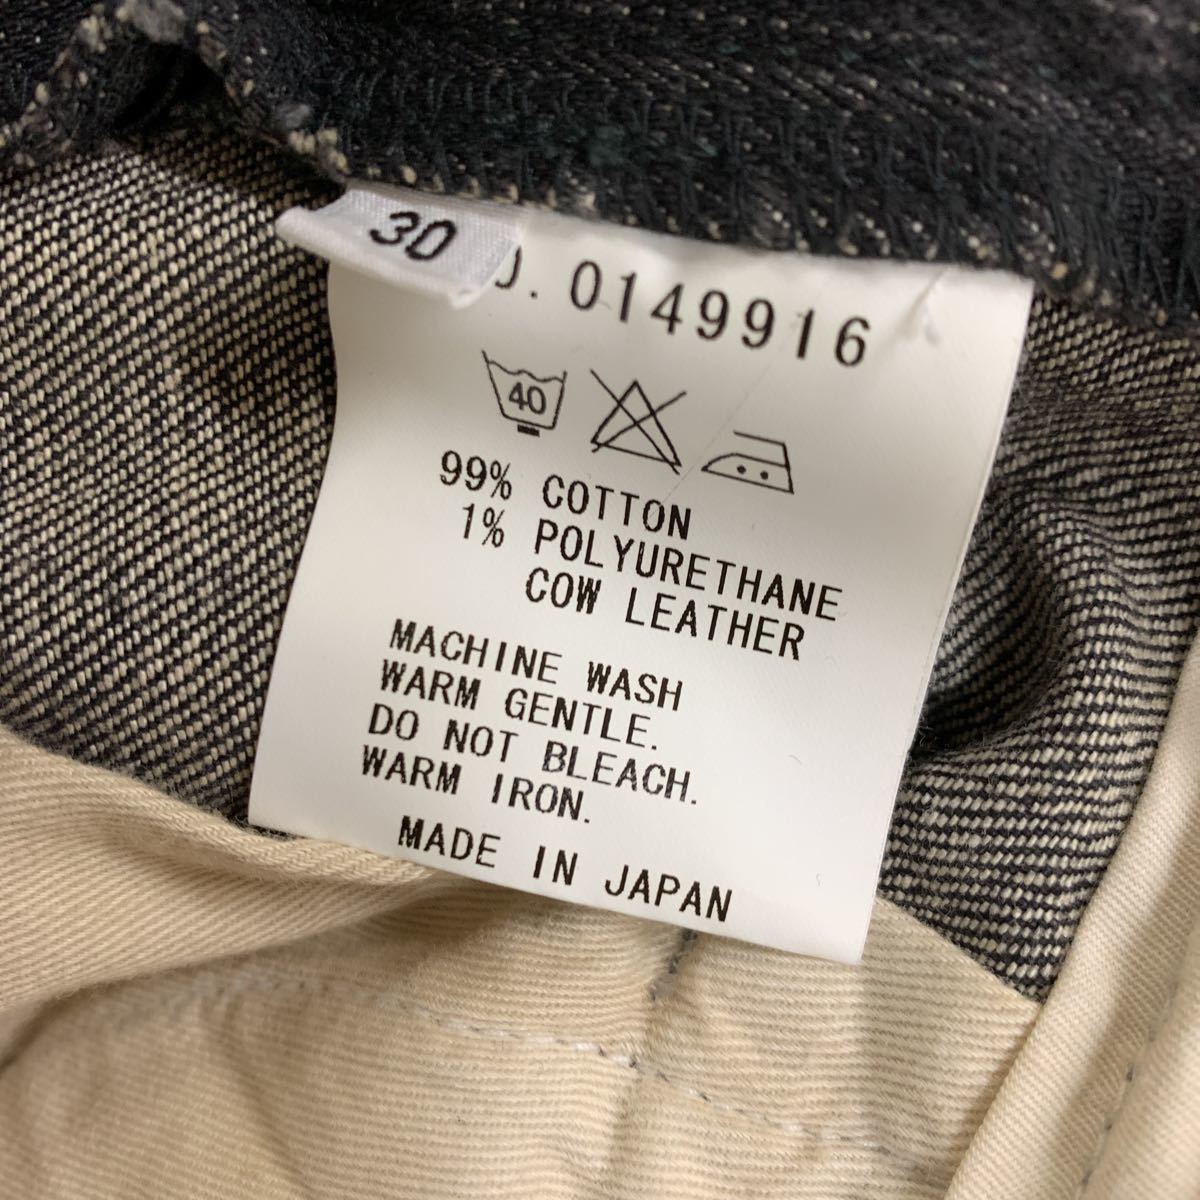 30
0. 0149916
40
99% COTTON
1% POLYURETHANE
COW LEATHER
MACHINE WASH
WARM GENTLE.
DO NOT BLEACH.
WARM IRON.
MADE IN JAPAN